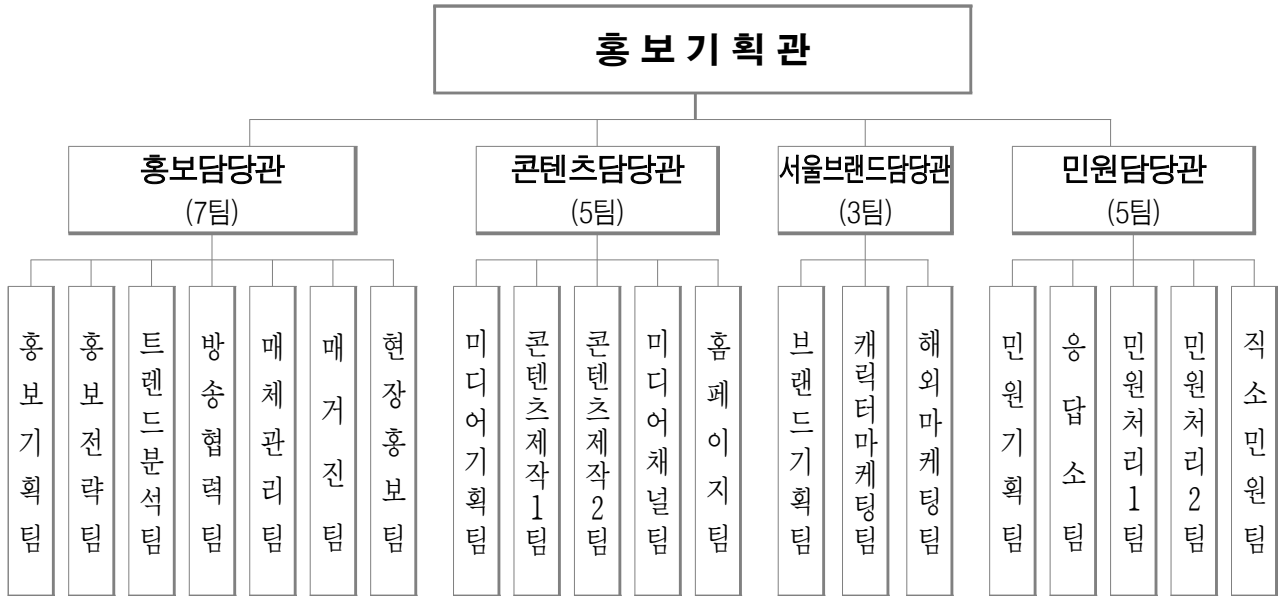 홍보기획관
홍보담당관
(7팀)
콘텐츠담당관
(5팀)
서울브랜드담당관
(3팀)
민원담당관
(5팀)
홍보기획팀
홍보전략팀
트렌드분석팀
방송협력팀
매체관리팀
매거진팀
현장홍보팀
미디어기획팀
콘텐츠제작1팀
콘텐츠제작2팀
미디어채널팀
홈페이지팀
브랜드기획팀
캐릭터마케팅팀
해외마케팅팀
민원기획팀
응답소팀
민원처리1팀
민원처리2팀
직소민원팀